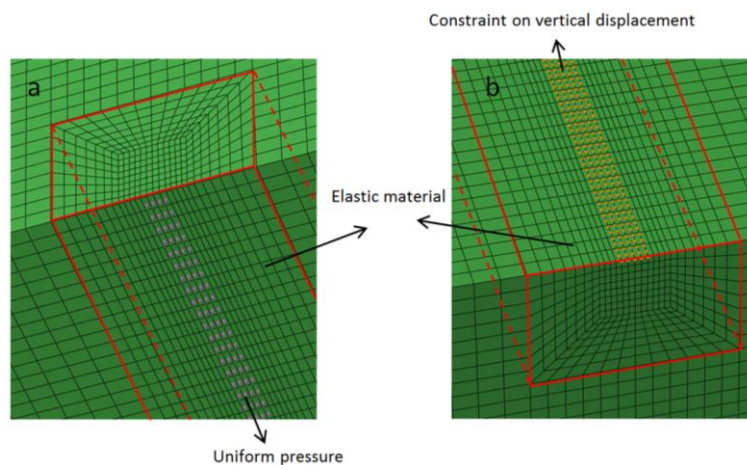 Constraint on vertical displacement
a
b
Elastic material
Uniform pressure